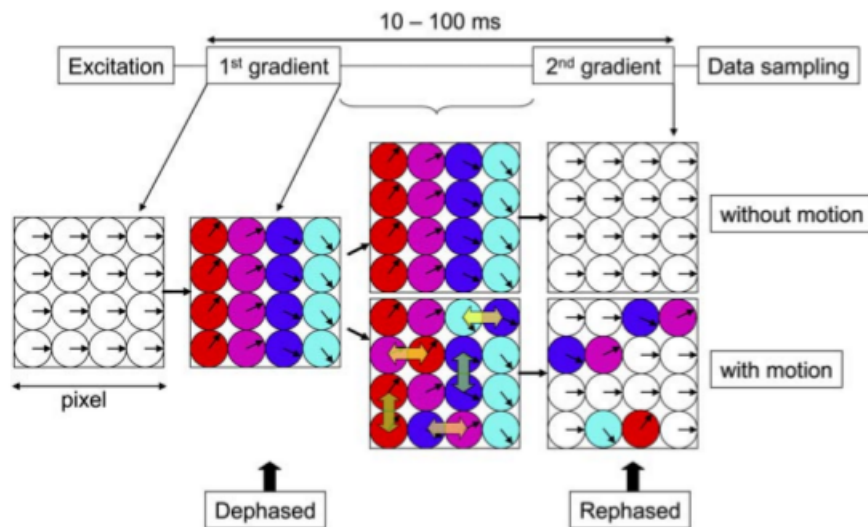 10 – 100 ms
Excitation
1st gradient
2nd gradient
Data sampling
without motion
pixel
with motion
Dephased
Rephased